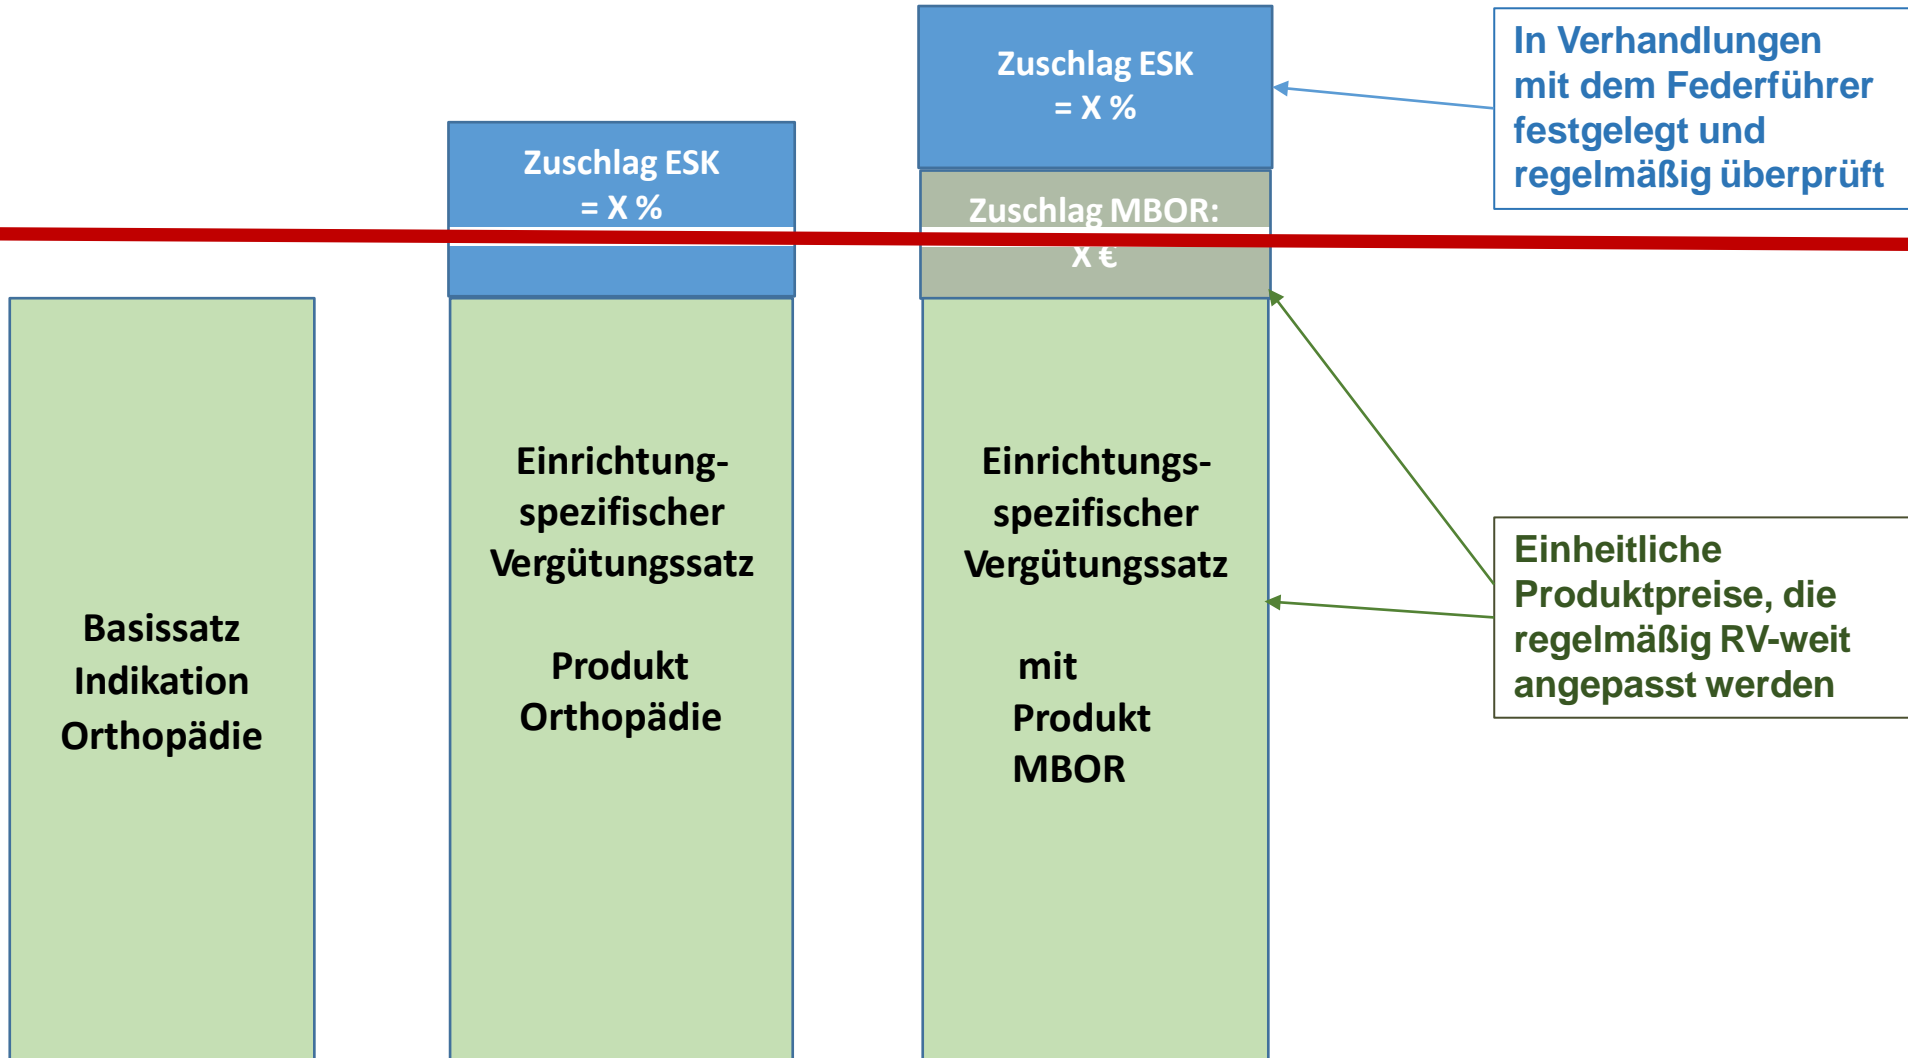 Zuschlag ESK
= X %
In Verhandlungen
mit dem Federführer
festgelegt und
regelmäßig überprüft
Zuschlag ESK
= X %
Zuschlag MBOR:
X €
Basissatz
Indikation
Orthopädie
Einrichtung-
spezifischer
Vergütungssatz
Produkt
Orthopädie
Einrichtungs-
spezifischer
Vergütungssatz
mit
Produkt
MBOR
Einheitliche
Produktpreise, die
regelmäßig RV-weit
angepasst werden